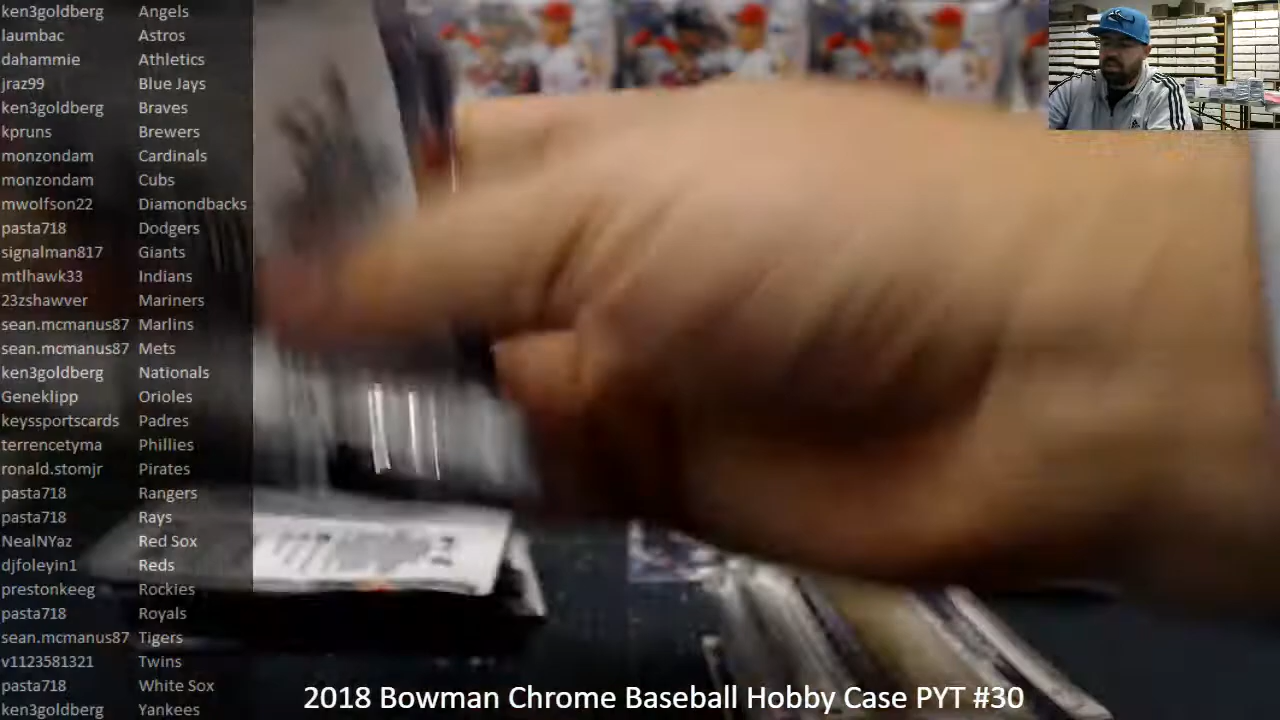 ken3goldberg Angels
laumbac Astros
dahammie Athletics
jraz99 Blue Jays
ken3goldberg Braves
kpruns Brewers
monzondam Cardinals
monzondam Cubs
mwolfson22 Diamondbacks
pasta718 Dodgers
signalman817 Giants
mtlhawk33 Indians
23zshawver Mariners
sean.mcmanus87 Marlins
sean.mcmanus87 Mets
ken3goldberg Nationals
Geneklipp Orioles
keyssportscards Padres
terrencetyma Phillies
ronald.stomjr Pirates
pasta718 Rangers
pasta718 Rays
NealNYaz Red Sox
djfoleyin1 Reds
prestonkeeg Rockies
pasta718 Royals
sean.mcmanus87 Tigers
v1123581321 Twins
pasta718 White Sox
ken3goldberg Yankees
2018 Bowman Chrome Baseball Hobby Case PYT #30